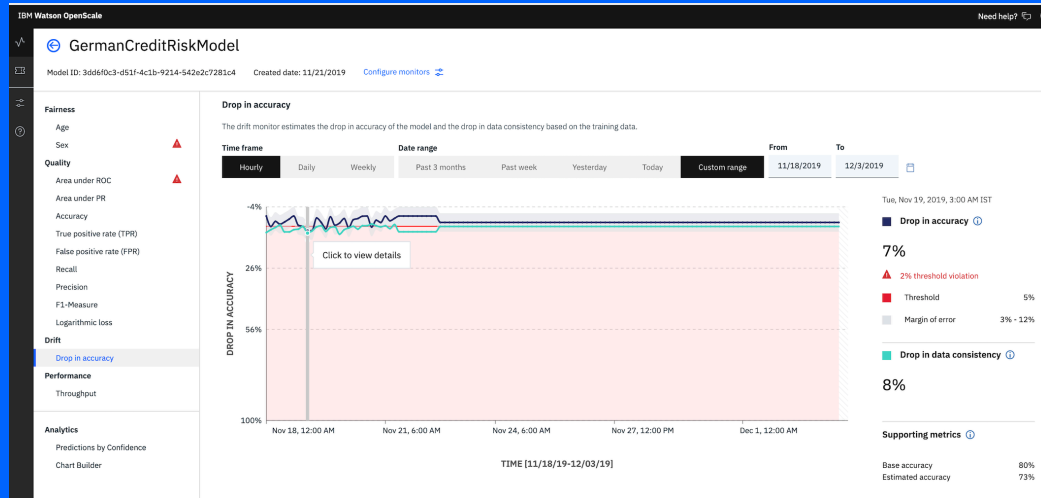 IBM Watson OpenScale
Need help?
GermanCreditRiskModel
Model ID: 3dd6f0c3-d51f-4c1b-9214-542e2c7281c4 Created date: 11/21/2019 Configure monitors
Fairness
Age
Sex
Quality
Area under ROC
Area under PR
Accuracy
True positive rate (TPR)
False positive rate (FPR)
Recall
Precision
F1-Measure
Logarithmic loss
Drift
Drop in accuracy
Performance
Throughput
Analytics
Predictions by Confidence
Chart Builder
Drop in accuracy
The drift monitor estimates the drop in accuracy of the model and the drop in data consistency based on the training data.
Time frame Date range From To
Hourly Daily Weekly Past 3 months Past week Yesterday Today Custom range 11/18/2019 12/3/2019
-4%
26%
56%
100%
DROP IN ACCURACY
Click to view details
Nov 18, 12:00 AM Nov 21, 6:00 AM Nov 24, 6:00 AM Nov 27, 12:00 PM Dec 1, 12:00 AM
TIME [11/18/19-12/03/19]
Tue, Nov 19, 2019, 3:00 AM IST
Drop in accuracy
7%
2% threshold violation
Threshold 5%
Margin of error 3% - 12%
Drop in data consistency
8%
Supporting metrics
Base accuracy 80%
Estimated accuracy 73%